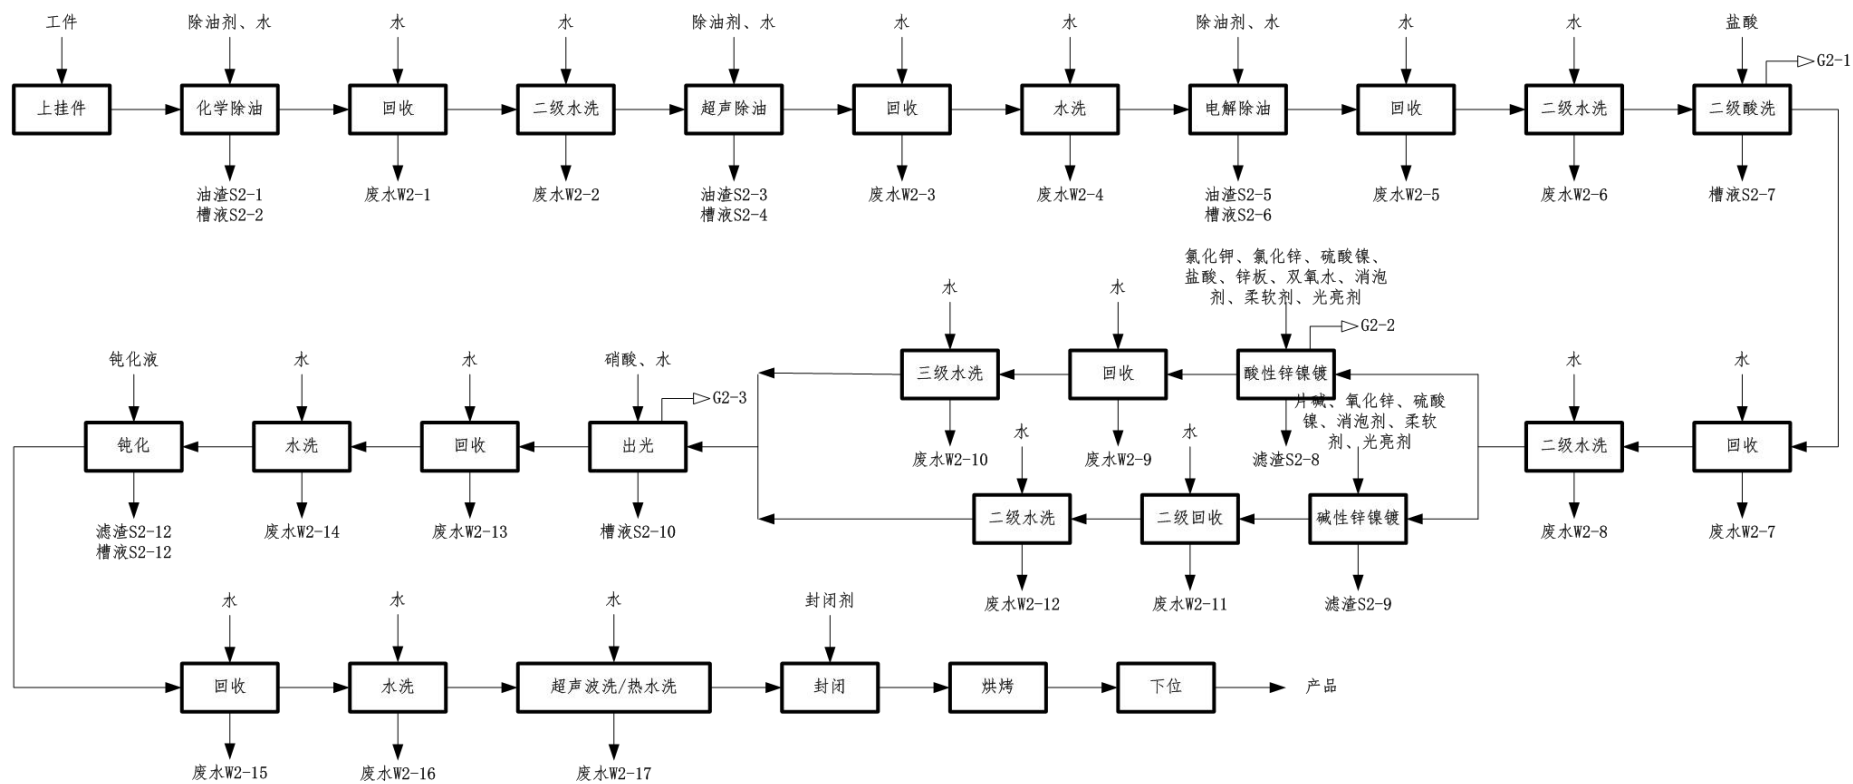 工件
除油剂、水
水
水
除油剂、水
水
水
除油剂、水
水
水
盐酸
G2-1
上挂件
化学除油
回收
二级水洗
超声除油
回收
水洗
电解除油
回收
二级水洗
二级酸洗
油渣S2-1
槽液S2-2
废水W2-1
废水W2-2
油渣S2-3
槽液S2-4
废水W2-3
废水W2-4
油渣S2-5
槽液S2-6
废水W2-5
废水W2-6
槽液S2-7
氯化钾、氯化锌、硫酸镍、
盐酸、锌板、双氧水、消泡
剂、柔软剂、光亮剂
水
水
G2-2
三级水洗
回收
酸性锌镍镀
废水W2-10
废水W2-9
滤渣S2-8
钝化液
水
水
硝酸、水
G2-3
水
水
钝化
水洗
回收
出光
二级水洗
回收
滤渣S2-12
槽液S2-12
废水W2-14
废水W2-13
槽液S2-10
废水W2-8
废水W2-7
片碱、氧化锌、硫酸
镍、消泡剂、柔软
剂、光亮剂
水
水
二级水洗
二级回收
碱性锌镍镀
废水W2-12
废水W2-11
滤渣S2-9
水
水
水
封闭剂
回收
水洗
超声波洗/热水洗
封闭
烘烤
下位
产品
废水W2-15
废水W2-16
废水W2-17